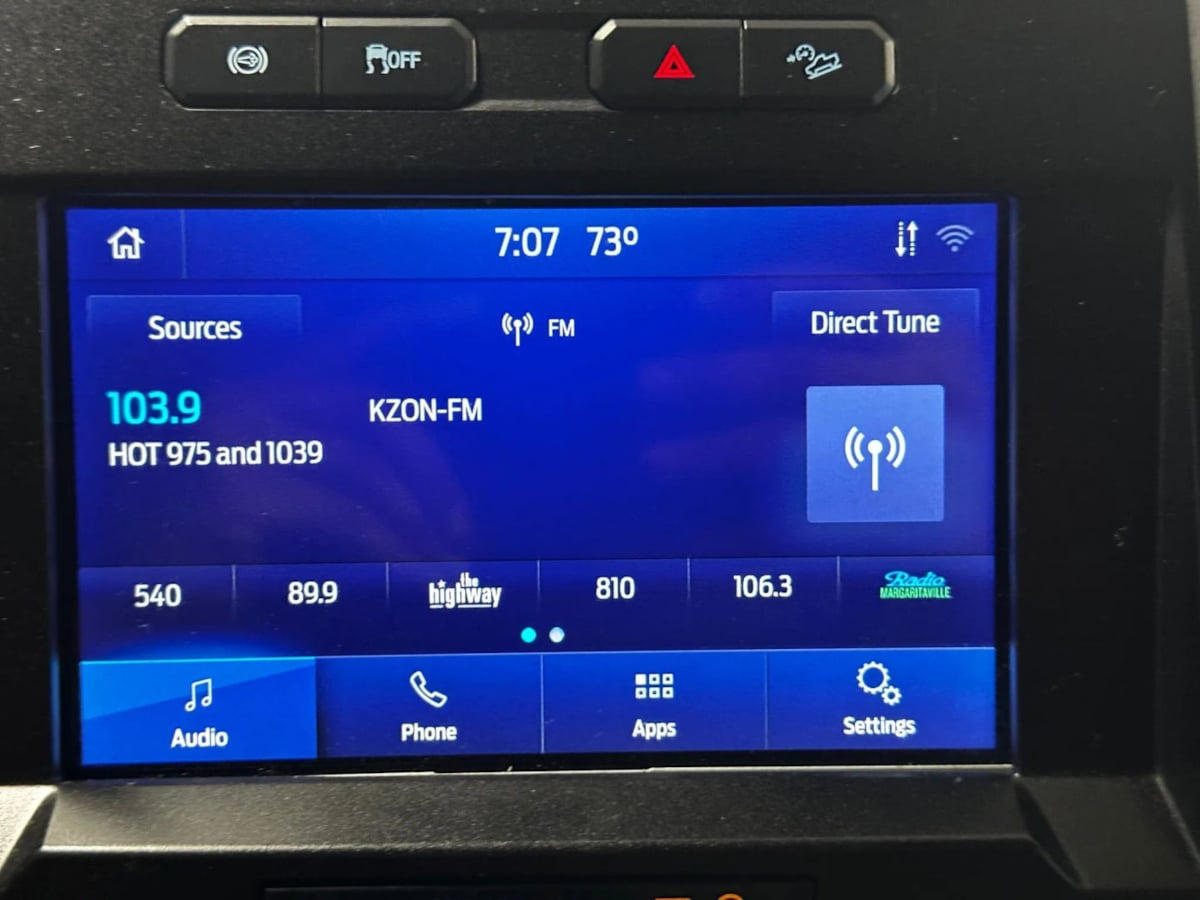 OFF
7:07 73°
Sources
FM
Direct Tune
103.9
KZON-FM
HOT 975 and 1039
540
89.9
the
highway
810
106.3
Radio
MARGARITAVILLE
Audio
Phone
Apps
Settings